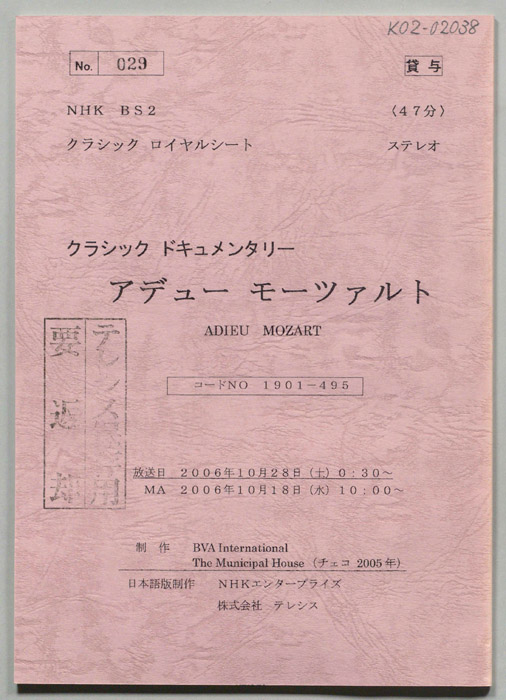 K02-02038
No. 029
貸与
NHK BS2 （47分）
クラシック ロイヤルシート ステレオ
クラシック ドキュメンタリー
アデュー モーツァルト
ADIEU MOZART
コードNO 1901－495
要返却
放送日 2006年10月28日（土）0：30～
MA 2006年10月18日（水）10：00～
制 作 BVA International
The Municipal House （チェコ 2005年）
日本語版制作 NHKエンタープライズ
株式会社 テレシス